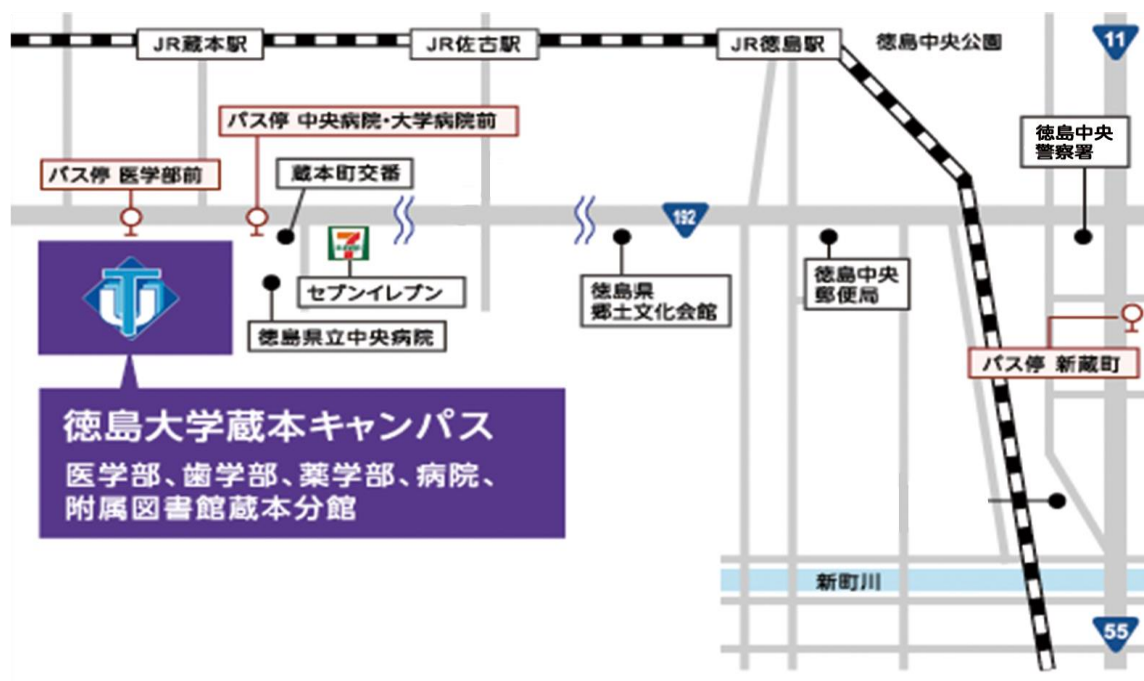 JR蔵本駅
JR佐古駅
JR徳島駅
徳島中央公園
11
バス停 中央病院・大学病院前
徳島中央
警察署
バス停 医学部前
蔵本町交番
192
セブンイレブン
徳島県
郷土文化会館
徳島中央
郵便局
徳島県立中央病院
バス停 新蔵町
徳島大学蔵本キャンパス
医学部、歯学部、薬学部、病院、
附属図書館蔵本分館
新町川
55